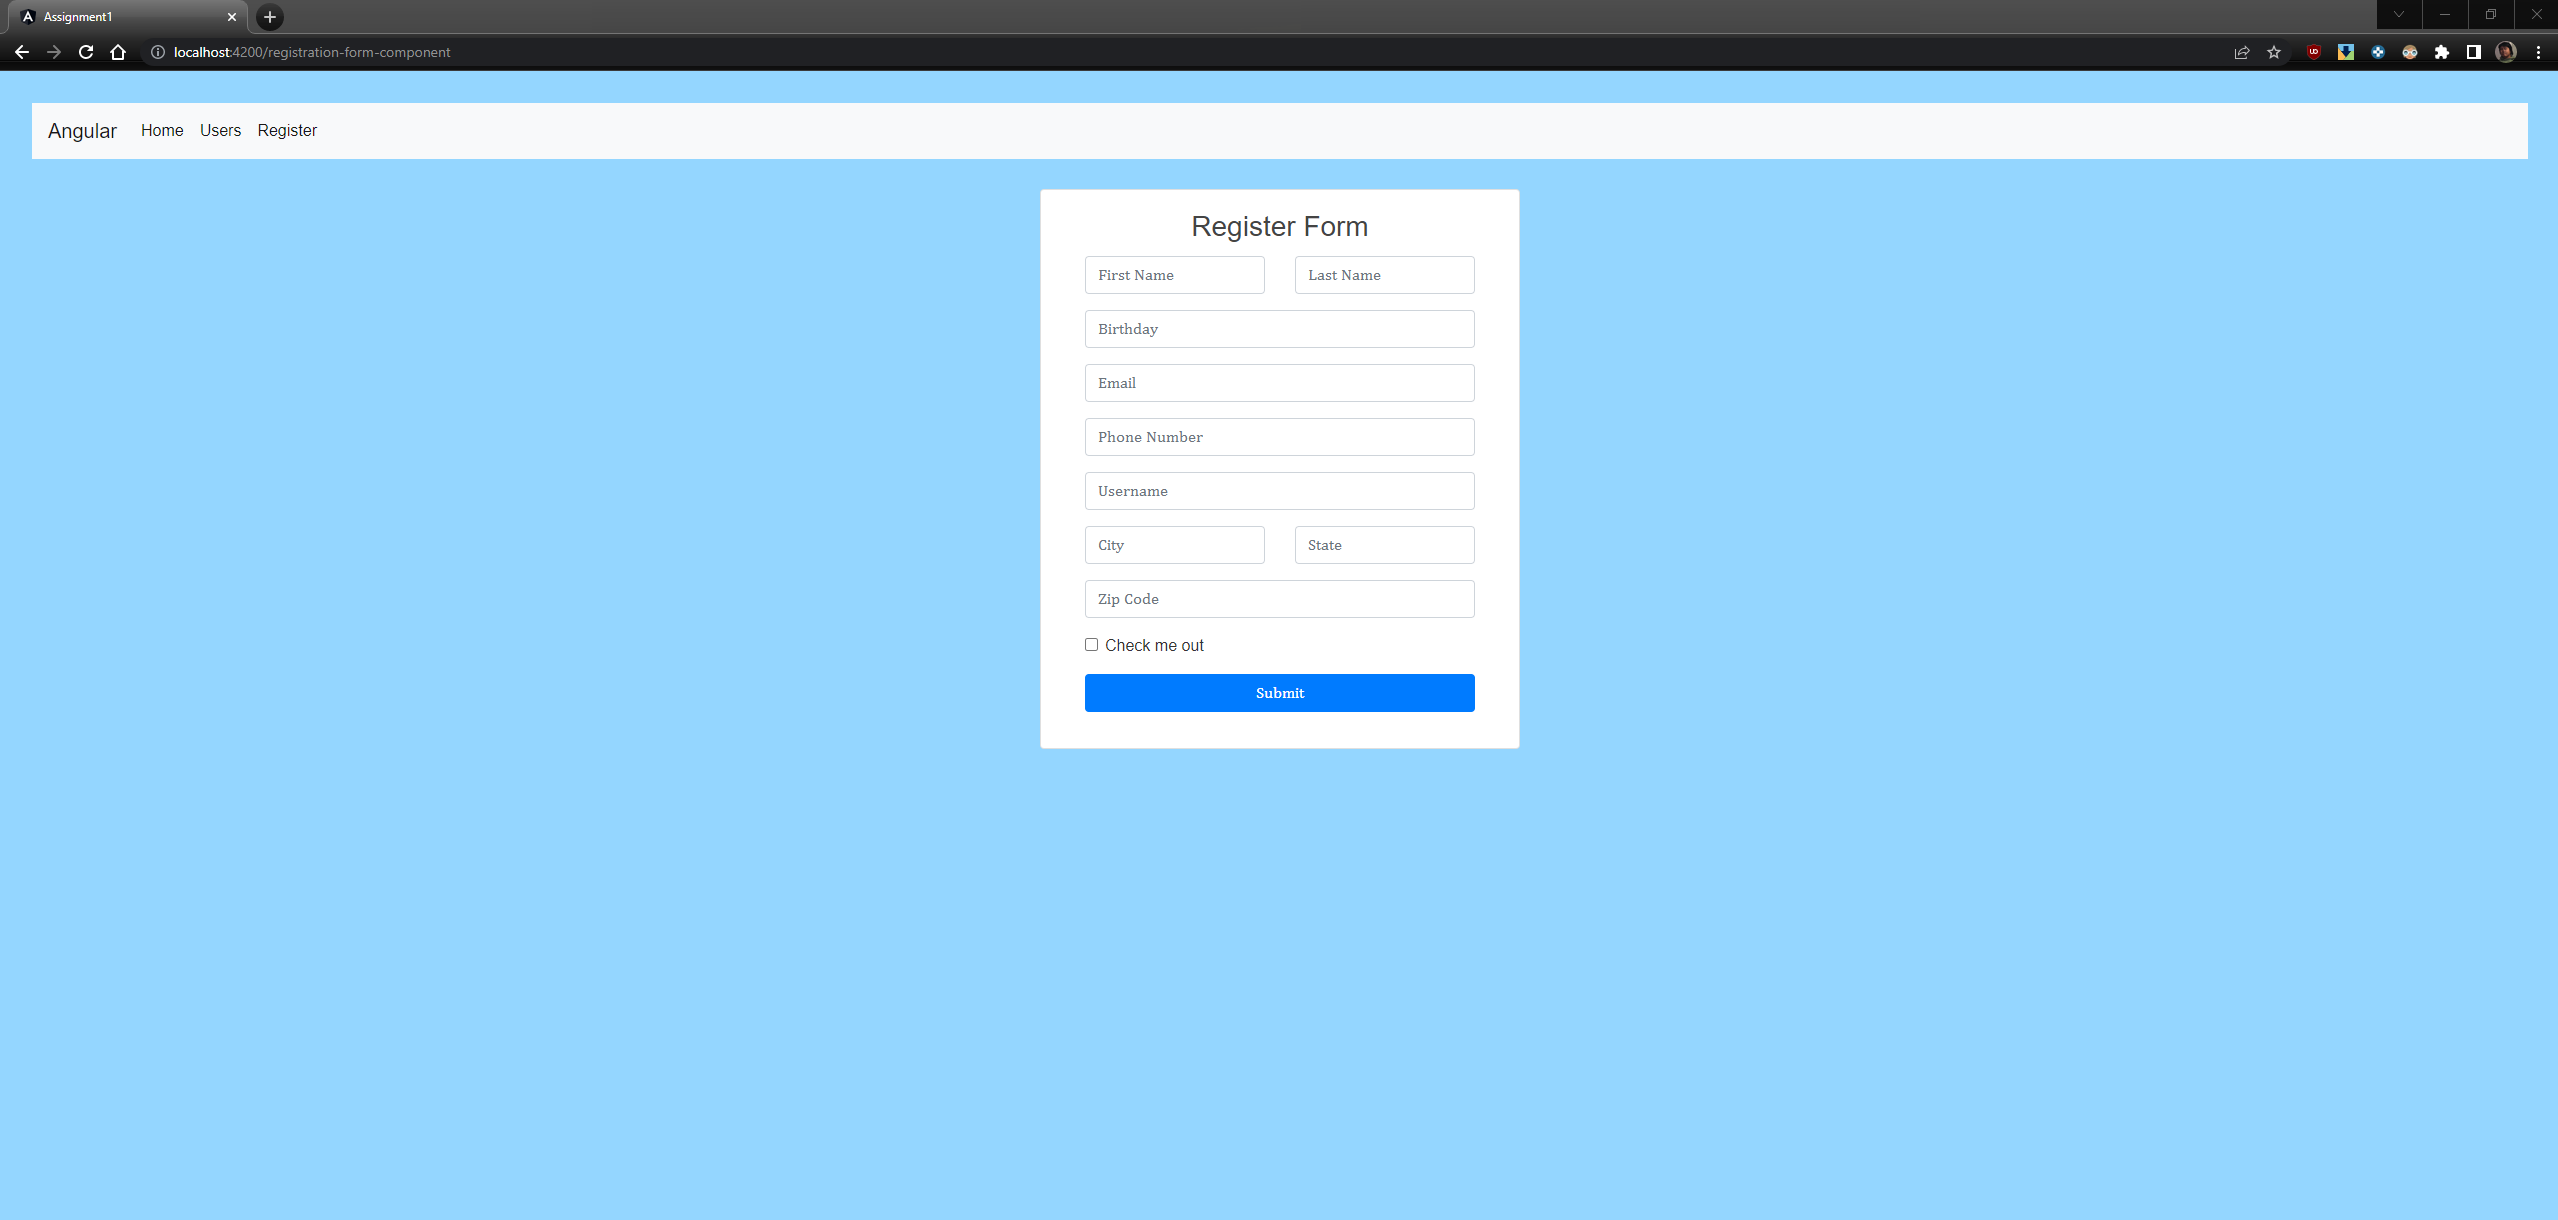 Assignment1
localhost:4200/registration-form-component
Angular Home Users Register
Register Form
First Name Last Name
Birthday
Email
Phone Number
Username
City State
Zip Code
Check me out
Submit